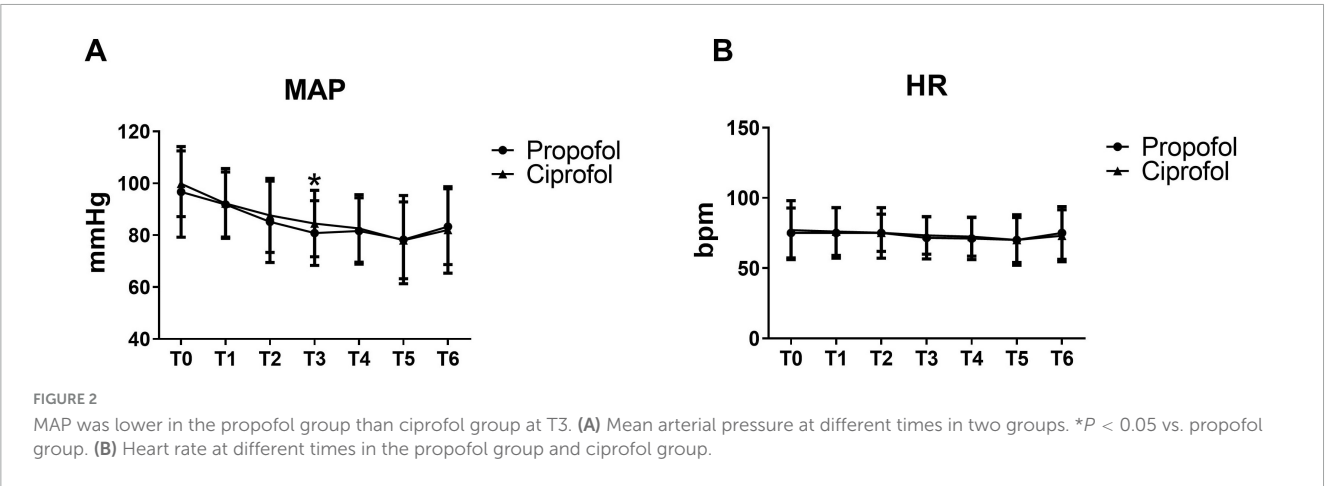 A
MAP
120
100
80
60
40
mmHg
*
T0 T1 T2 T3 T4 T5 T6
Propofol
Ciprofol
B
HR
150
100
50
0
bpm
T0 T1 T2 T3 T4 T5 T6
Propofol
Ciprofol
FIGURE 2
MAP was lower in the propofol group than ciprofol group at T3. (A) Mean arterial pressure at different times in two groups. *P < 0.05 vs. propofol
group. (B) Heart rate at different times in the propofol group and ciprofol group.